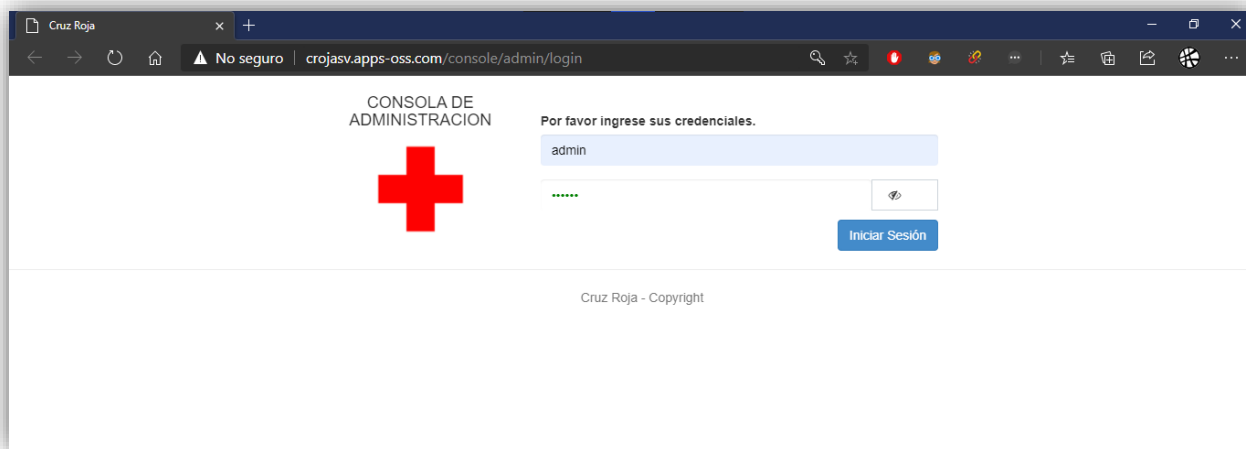 Cruz Roja
No seguro | crojasv.apps-oss.com/console/admin/login
CONSOLA DE
ADMINISTRACION
Por favor ingrese sus credenciales.
admin
••••••
Iniciar Sesión
Cruz Roja - Copyright